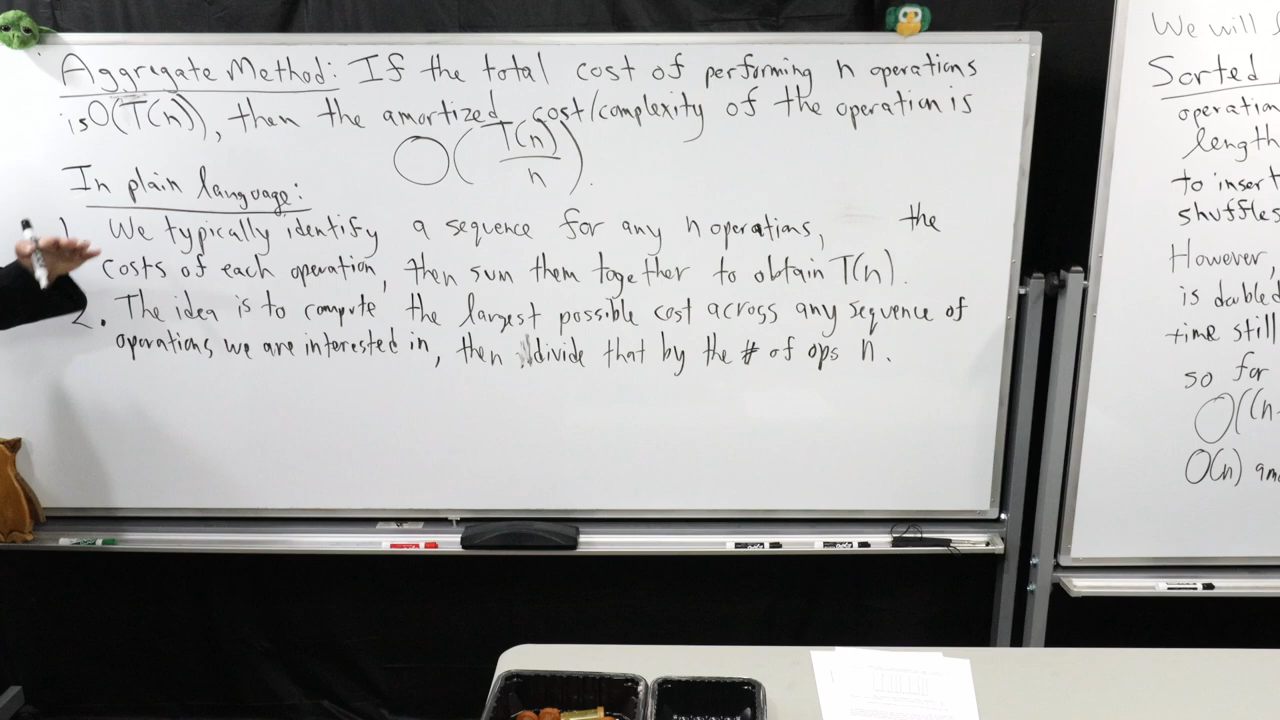 Aggregate Method: If the total cost of performing n operations
is O(T(n)), then the amortized cost/complexity of the operation is
O(T(n)/n).
In plain language:
1. We typically identify a sequence for any n operations, the
costs of each operation, then sum them together to obtain T(n).
2. The idea is to compute the largest possible cost across any sequence of
operations we are interested in, then divide that by the # of ops n.
We will
Sorted
operation
length
to insert
shuffles
However,
is doubled
time still
so for
O((n
O(n)